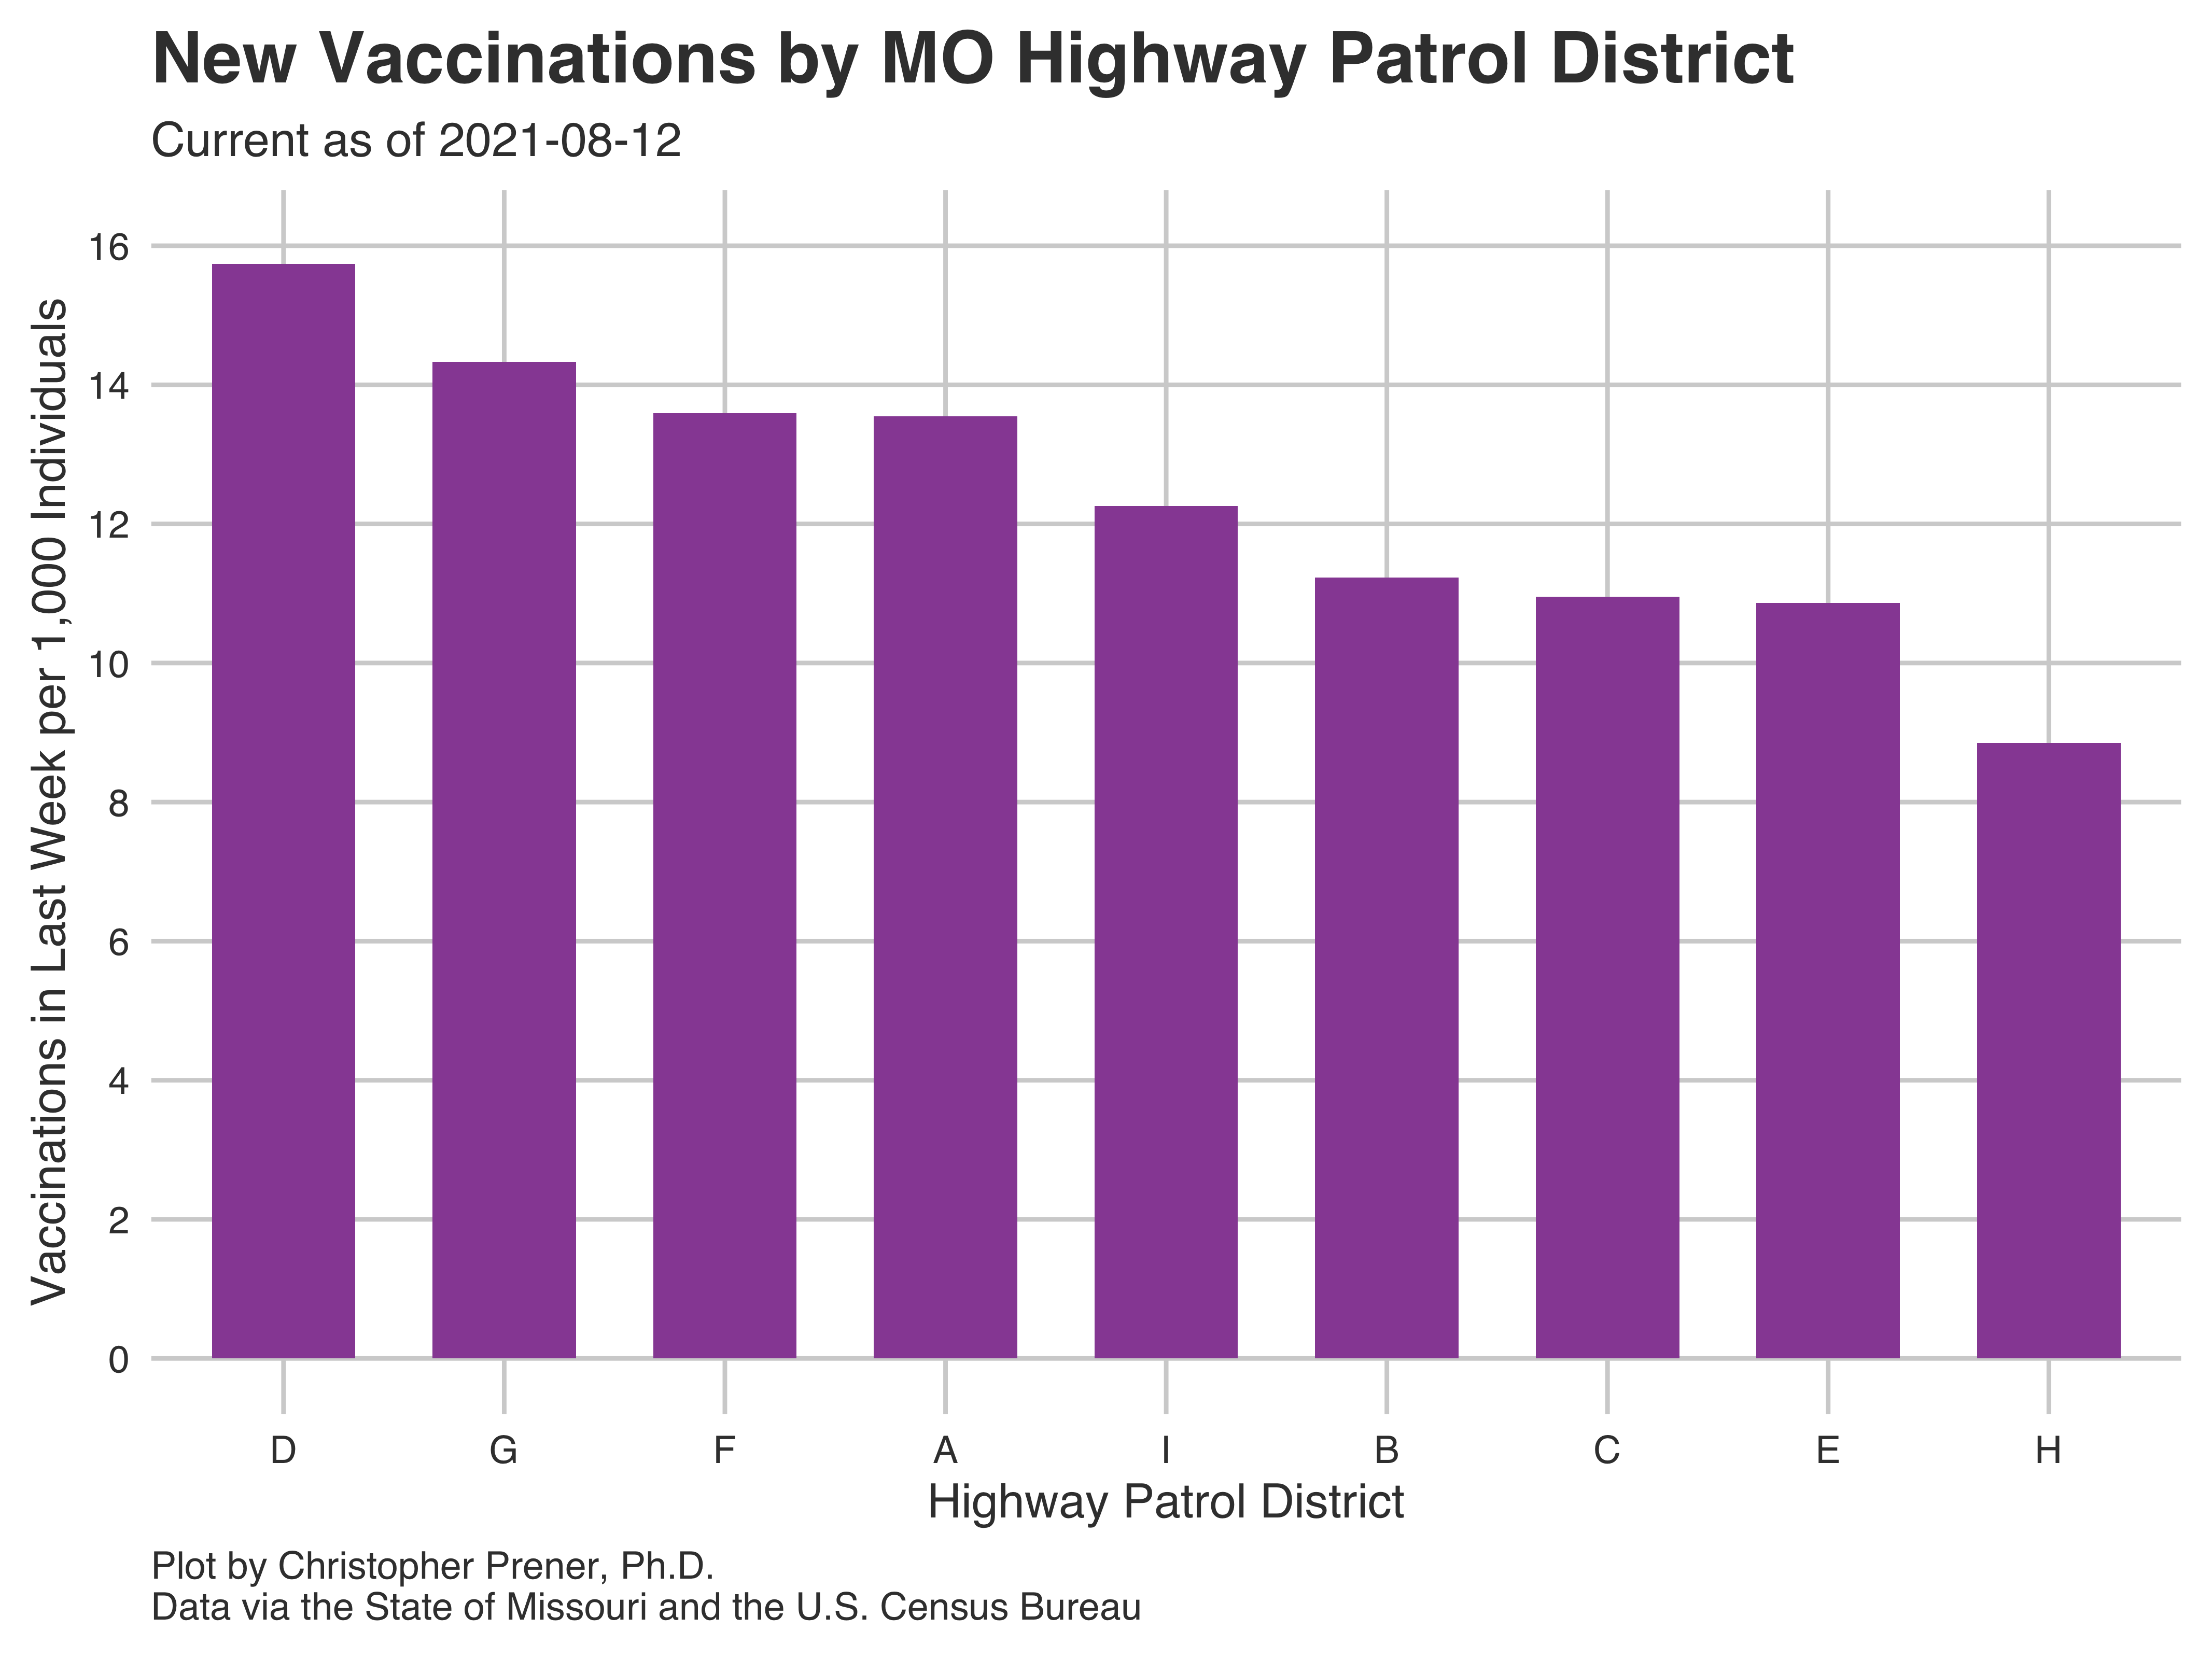 New Vaccinations by MO Highway Patrol District
Current as of 2021-08-12
Vaccinations in Last Week per 1,000 Individuals
16
14
12
10
8
6
4
2
0
D G F A I B C E H
Highway Patrol District
Plot by Christopher Prener, Ph.D.
Data via the State of Missouri and the U.S. Census Bureau